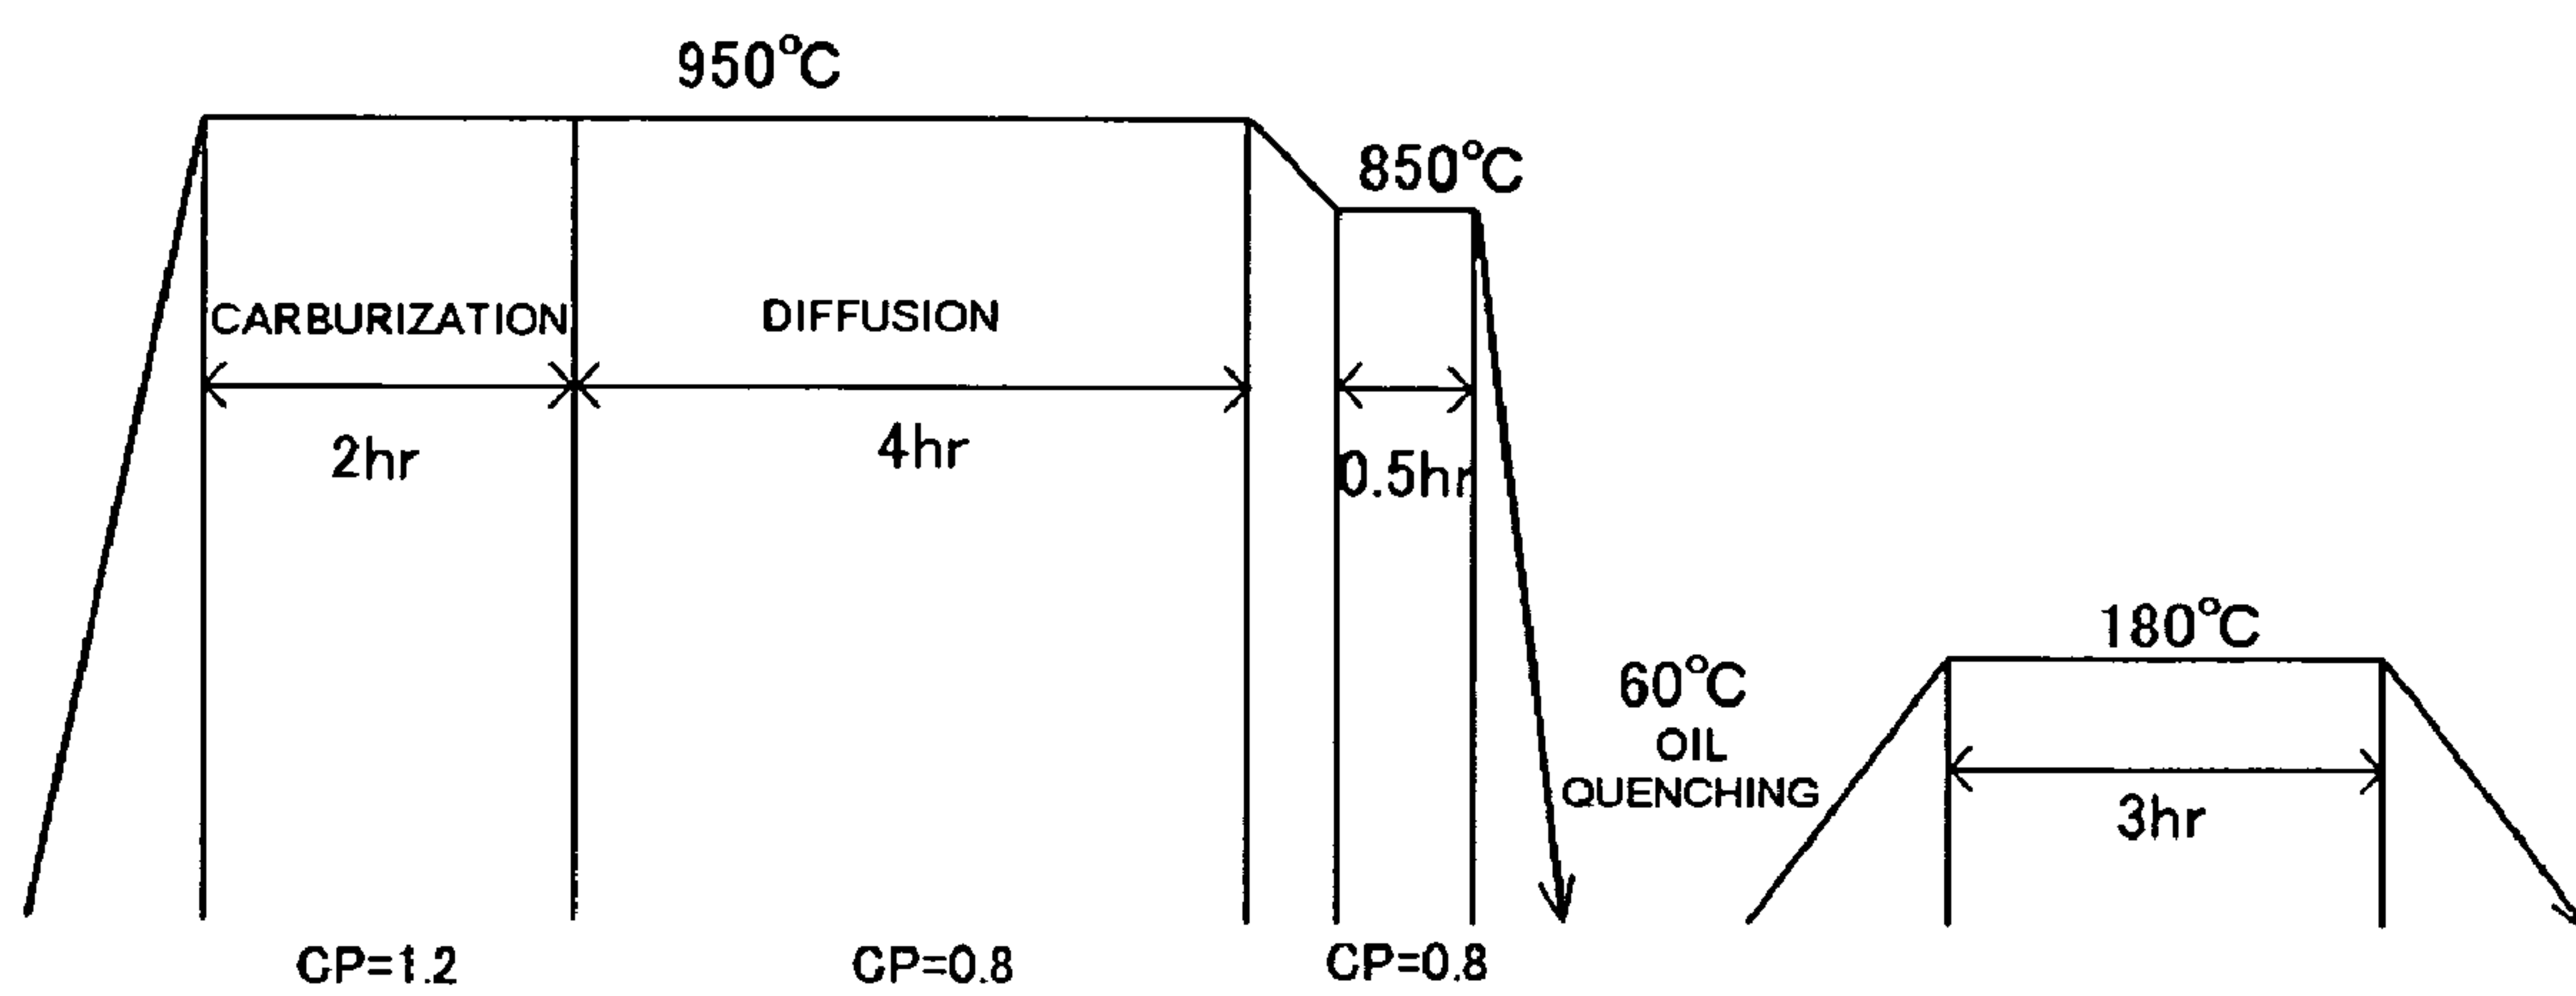 950°C
850°C
CARBURIZATION
DIFFUSION
2hr
4hr
0.5hr
60°C
OIL
QUENCHING
180°C
3hr
CP=1.2
CP=0.8
CP=0.8